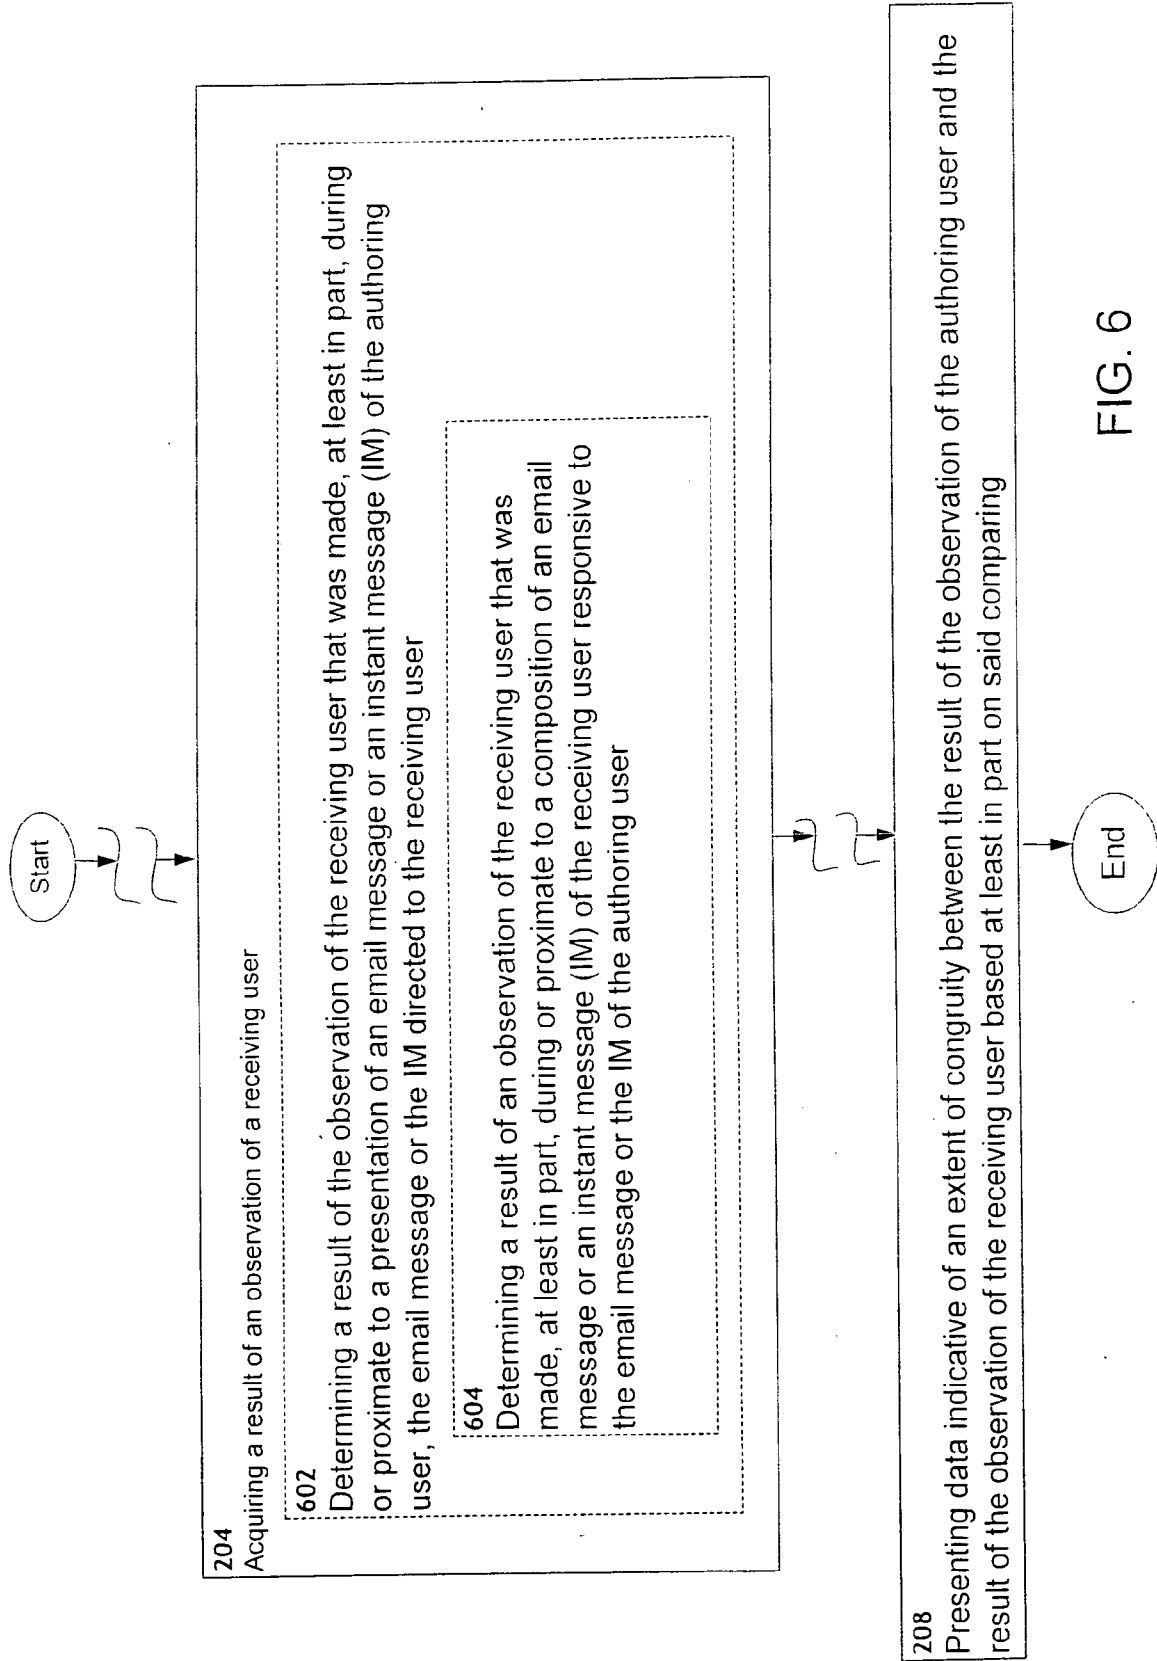 Start
204
Acquiring a result of an observation of a receiving user
602
Determining a result of the observation of the receiving user that was made, at least in part, during
or proximate to a presentation of an email message or an instant message (IM) of the authoring
user, the email message or the IM directed to the receiving user
604
Determining a result of an observation of the receiving user that was
made, at least in part, during or proximate to a composition of an email
message or an instant message (IM) of the receiving user responsive to
the email message or the IM of the authoring user
208
Presenting data indicative of an extent of congruity between the result of the observation of the authoring user and the
result of the observation of the receiving user based at least in part on said comparing
End
FIG. 6